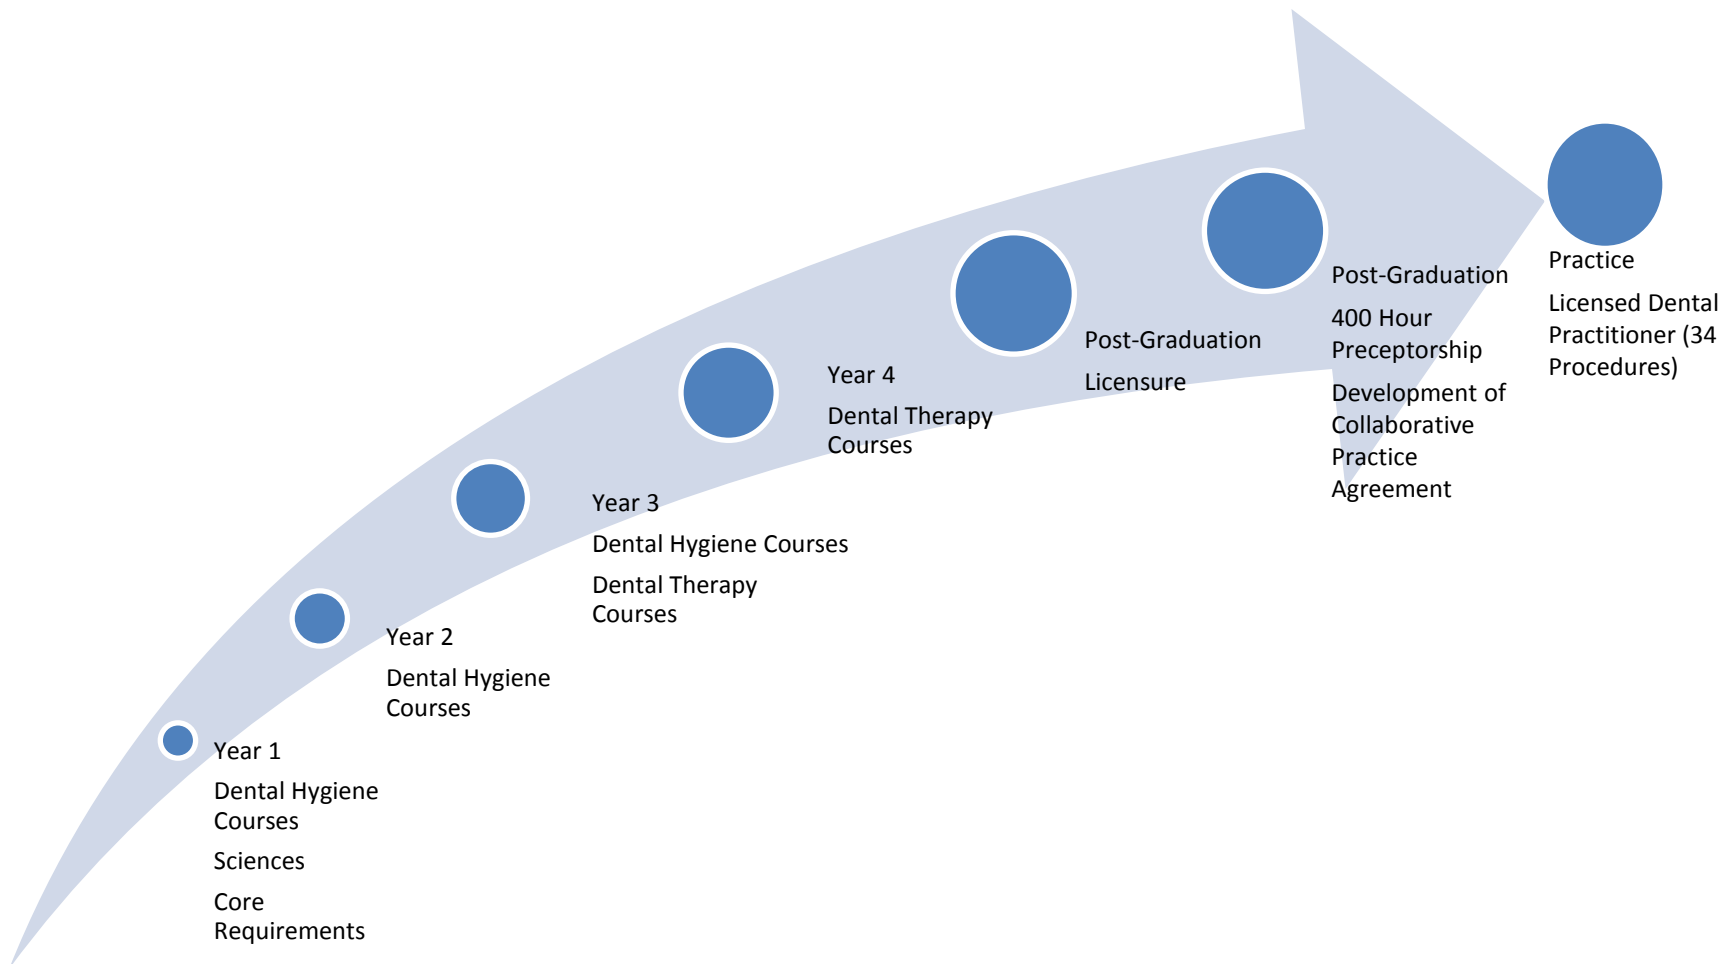 Year 1
Dental Hygiene
Courses
Sciences
Core
Requirements
Year 2
Dental Hygiene
Courses
Year 3
Dental Hygiene Courses
Dental Therapy
Courses
Year 4
Dental Therapy
Courses
Post-Graduation
Licensure
Post-Graduation
400 Hour
Preceptorship
Development of
Collaborative
Practice
Agreement
Practice
Licensed Dental
Practitioner (34
Procedures)